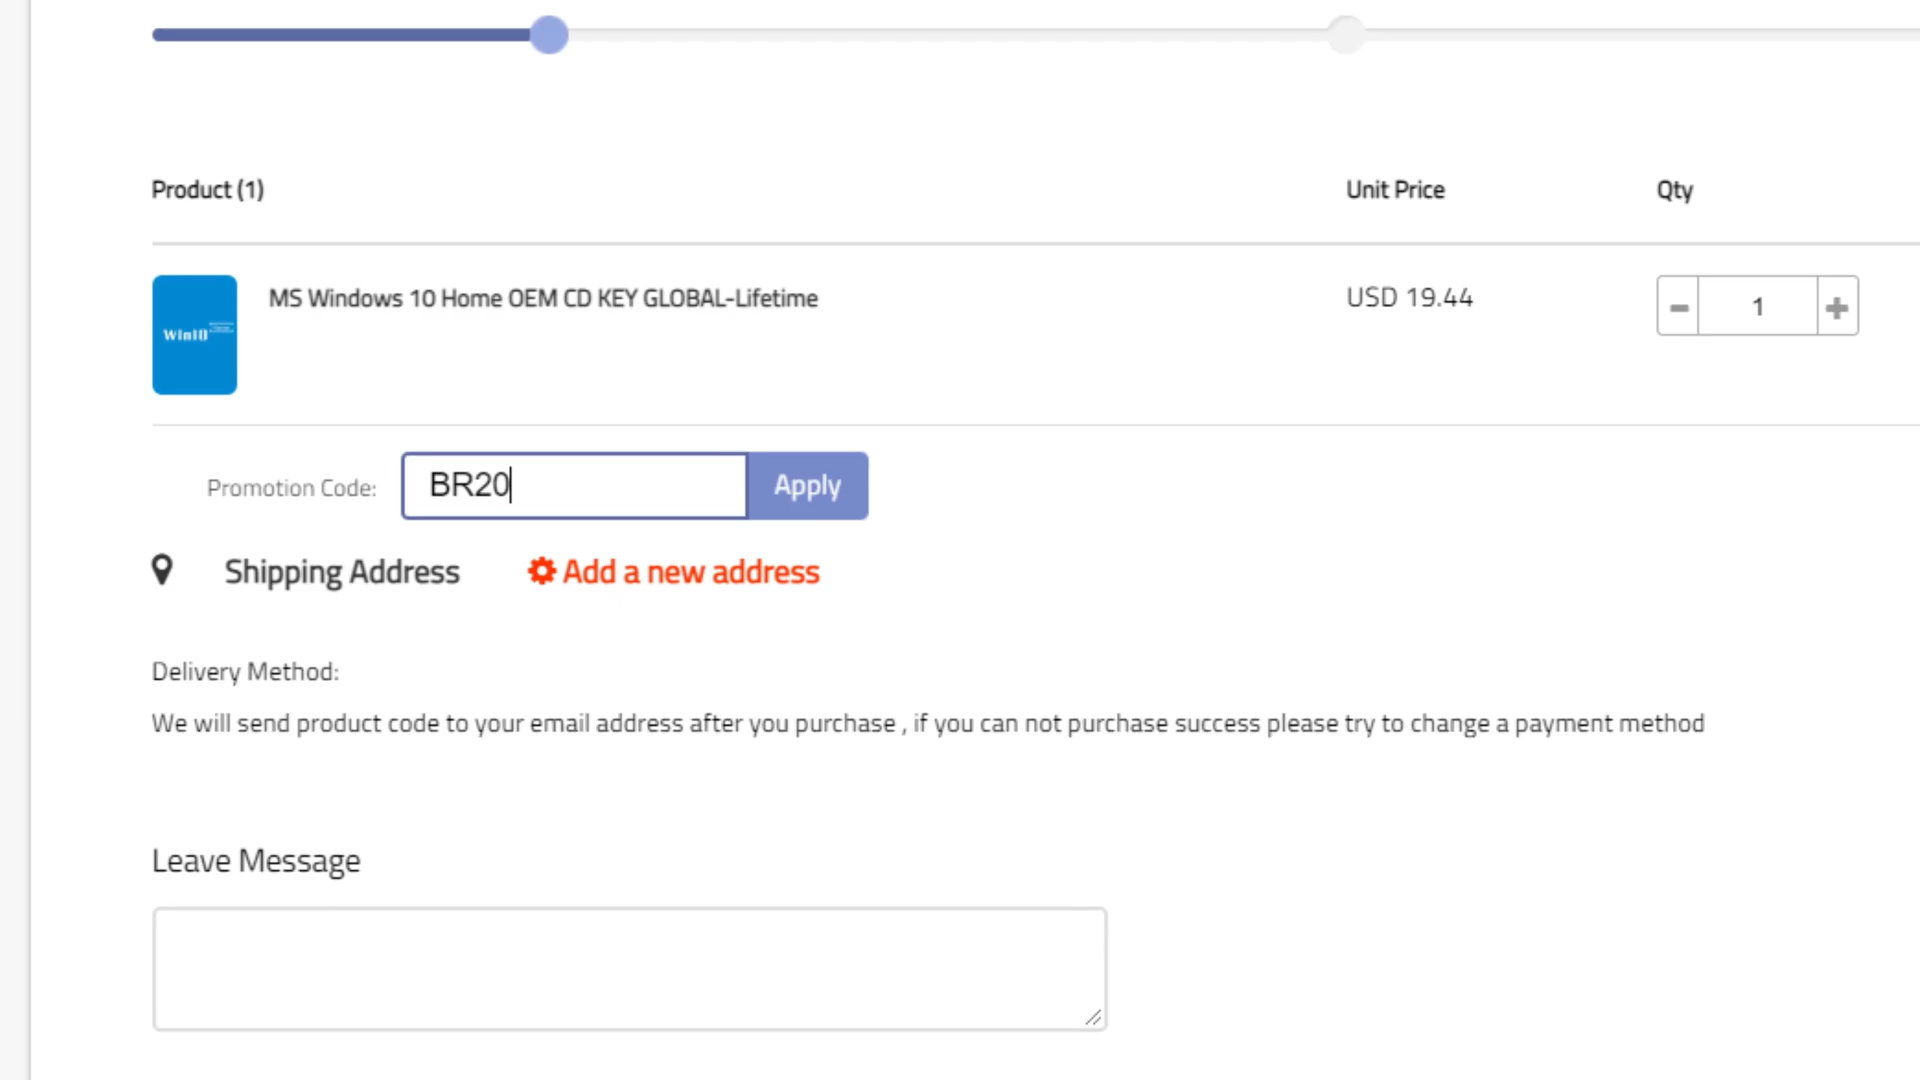 Product (1) Unit Price Qty
Win10
MS Windows 10 Home OEM CD KEY GLOBAL-Lifetime USD 19.44 1
Promotion Code: BR20 Apply
Shipping Address Add a new address
Delivery Method:
We will send product code to your email address after you purchase , if you can not purchase success please try to change a payment method
Leave Message